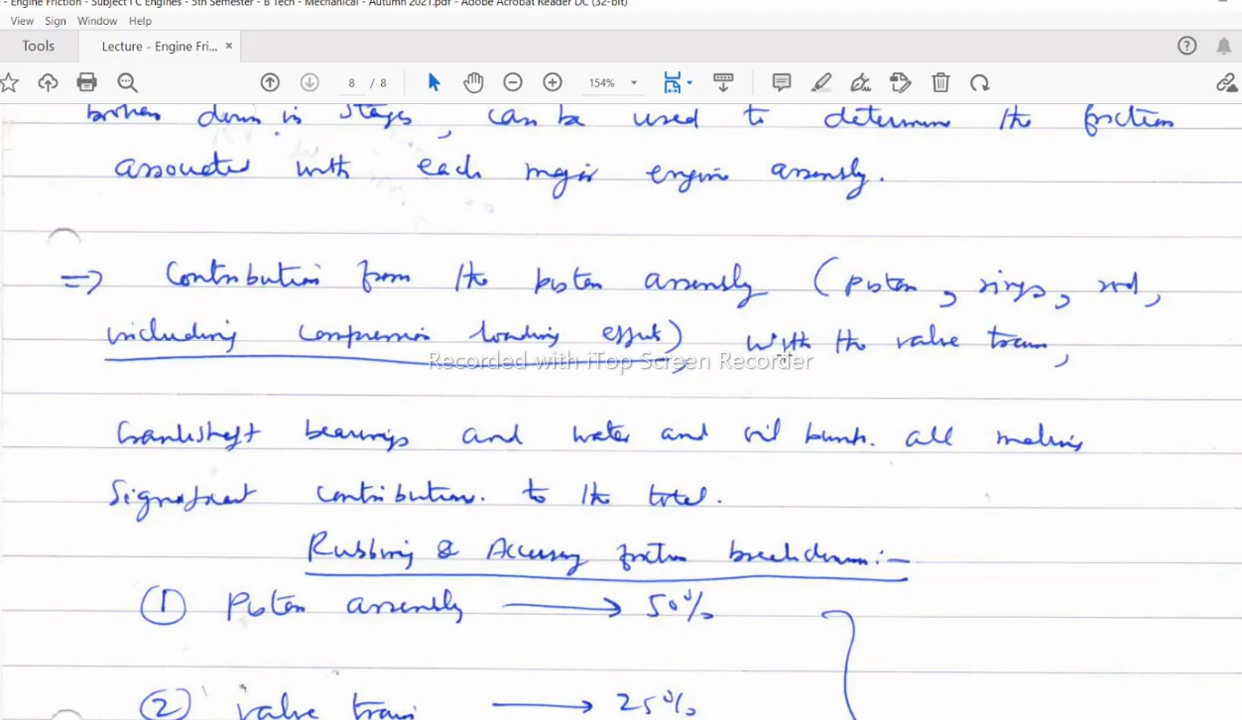 - Engine Friction - Subject I C Engines - 5th Semester - B Tech - Mechanical - Autumn 2021.pdf - Adobe Acrobat Reader DC (32-bit)
View Sign Window Help
Tools Lecture - Engine Fri... ×
8 / 8 154%
broken down in stages, can be used to determine the friction
associated with each major engine assembly.
=> Contribution from the piston assembly (piston, rings, rod,
including compression loading effects) with the valve train,
Recorded with iTop Screen Recorder
Crankshaft bearings and water and oil pump. all making
Significant contribution. to the total.
Rubbing & Accessory friction breakdown:-
① Piston assembly → 50%
② valve train → 25%